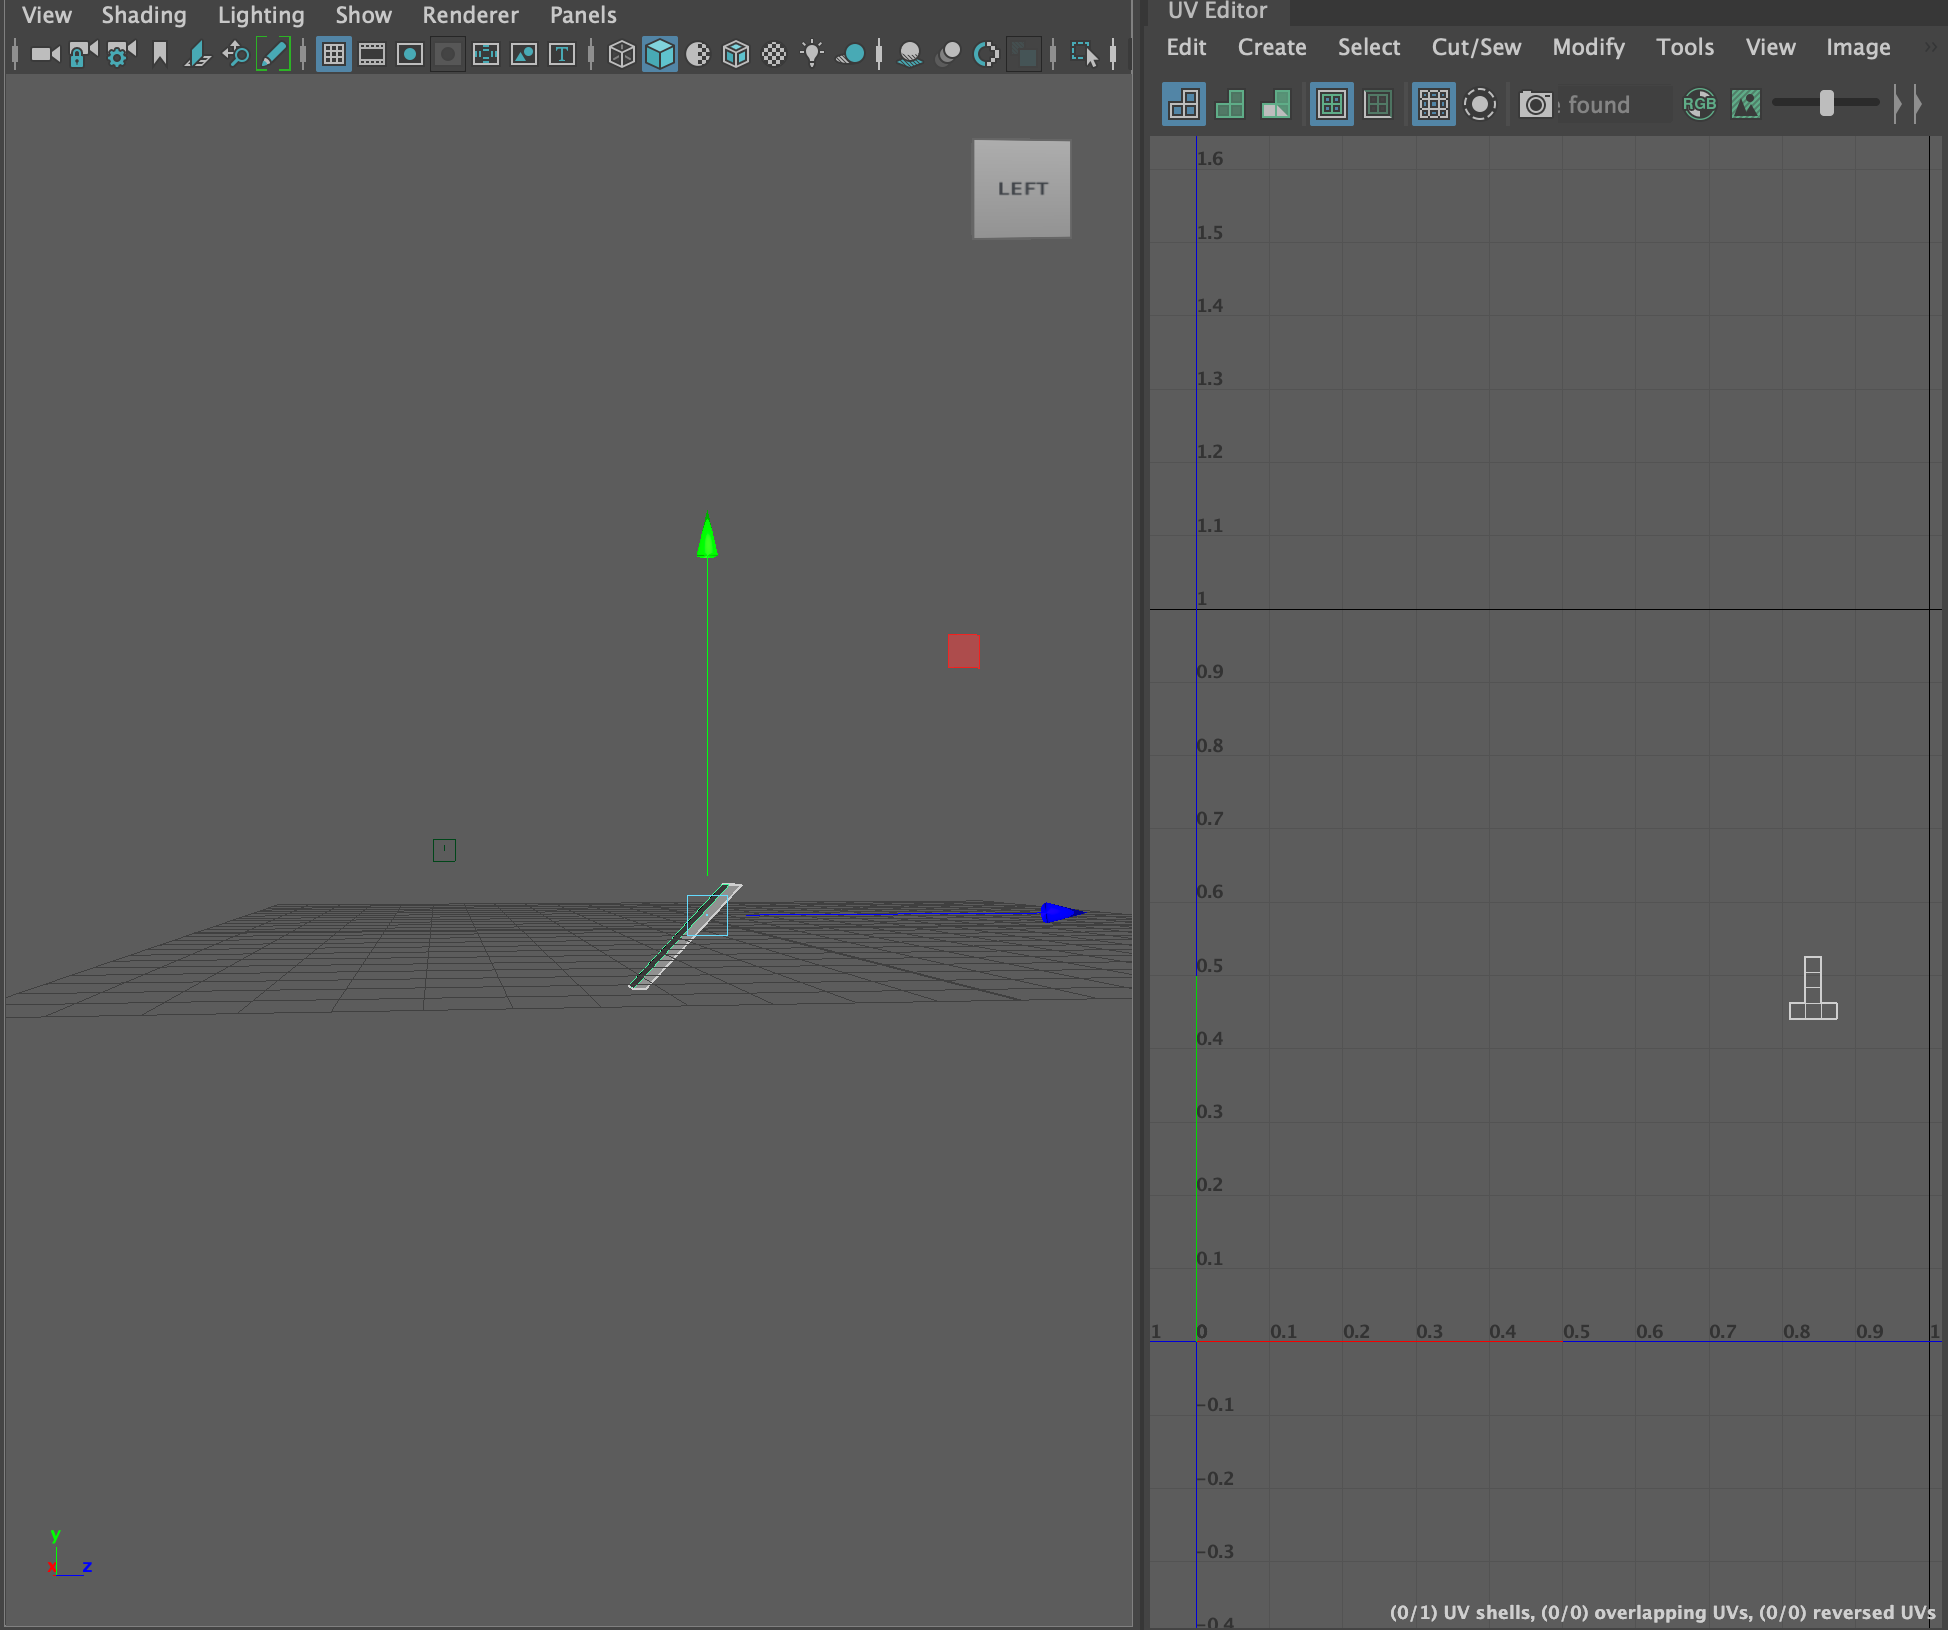 View Shading Lighting Show Renderer Panels
T
LEFT
y
x z
UV Editor
Edit Create Select Cut/Sew Modify Tools View Image
found RGB
1.6
1.5
1.4
1.3
1.2
1.1
1
0.9
0.8
0.7
0.6
0.5
0.4
0.3
0.2
0.1
1 0 0.1 0.2 0.3 0.4 0.5 0.6 0.7 0.8 0.9 1
-0.1
-0.2
-0.3
-0.4
(0/1) UV shells, (0/0) overlapping UVs, (0/0) reversed UVs